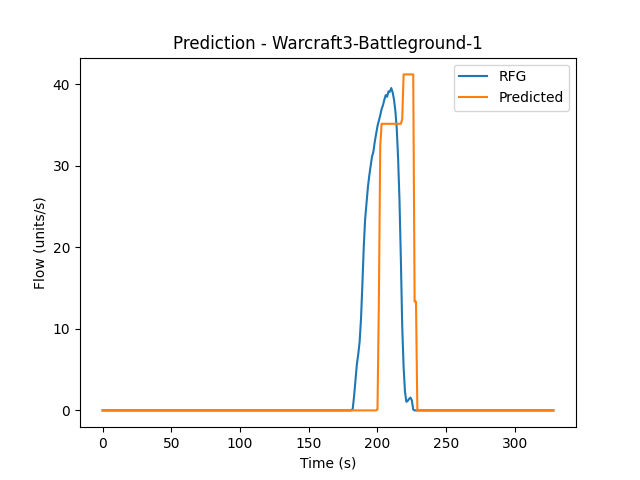 Prediction - Warcraft3-Battleground-1
RFG
Predicted
40
30
20
10
0
Flow (units/s)
0 50 100 150 200 250 300
Time (s)